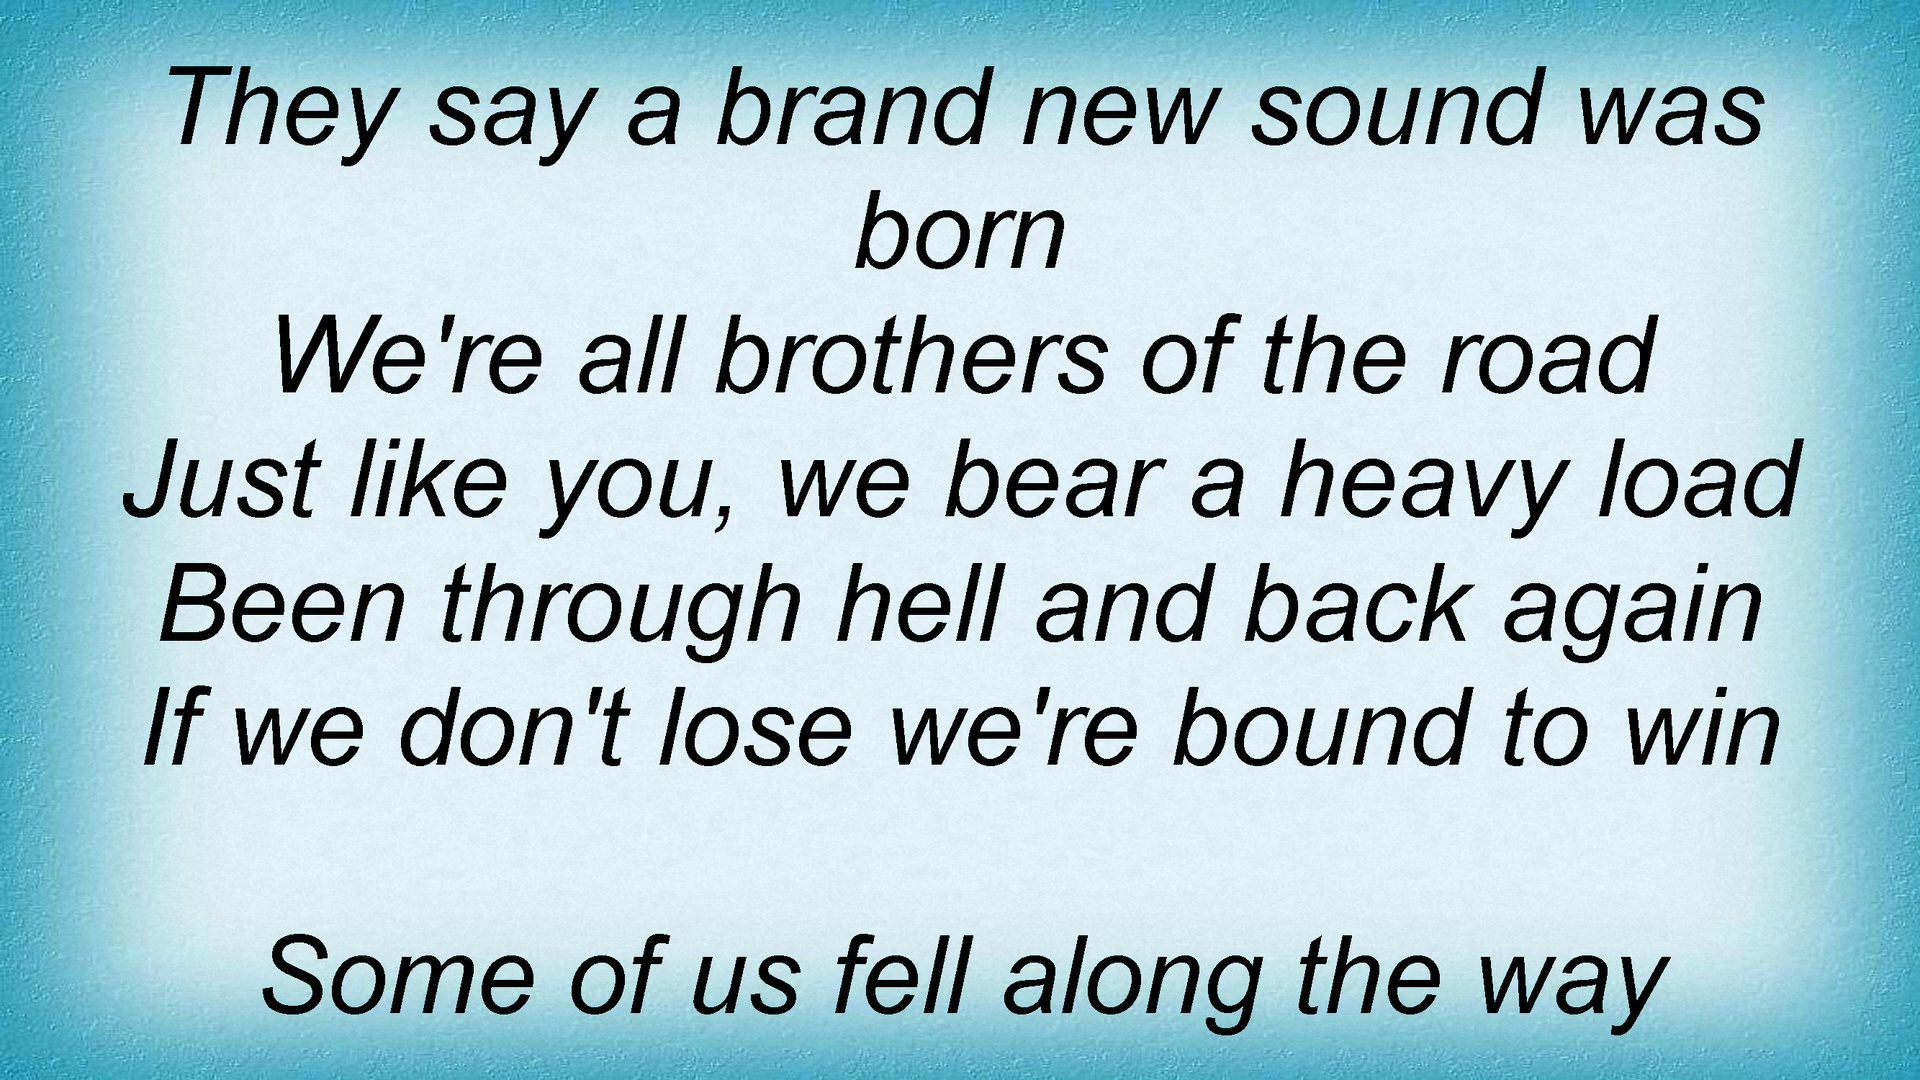 They say a brand new sound was
born
We're all brothers of the road
Just like you, we bear a heavy load
Been through hell and back again
If we don't lose we're bound to win
Some of us fell along the way